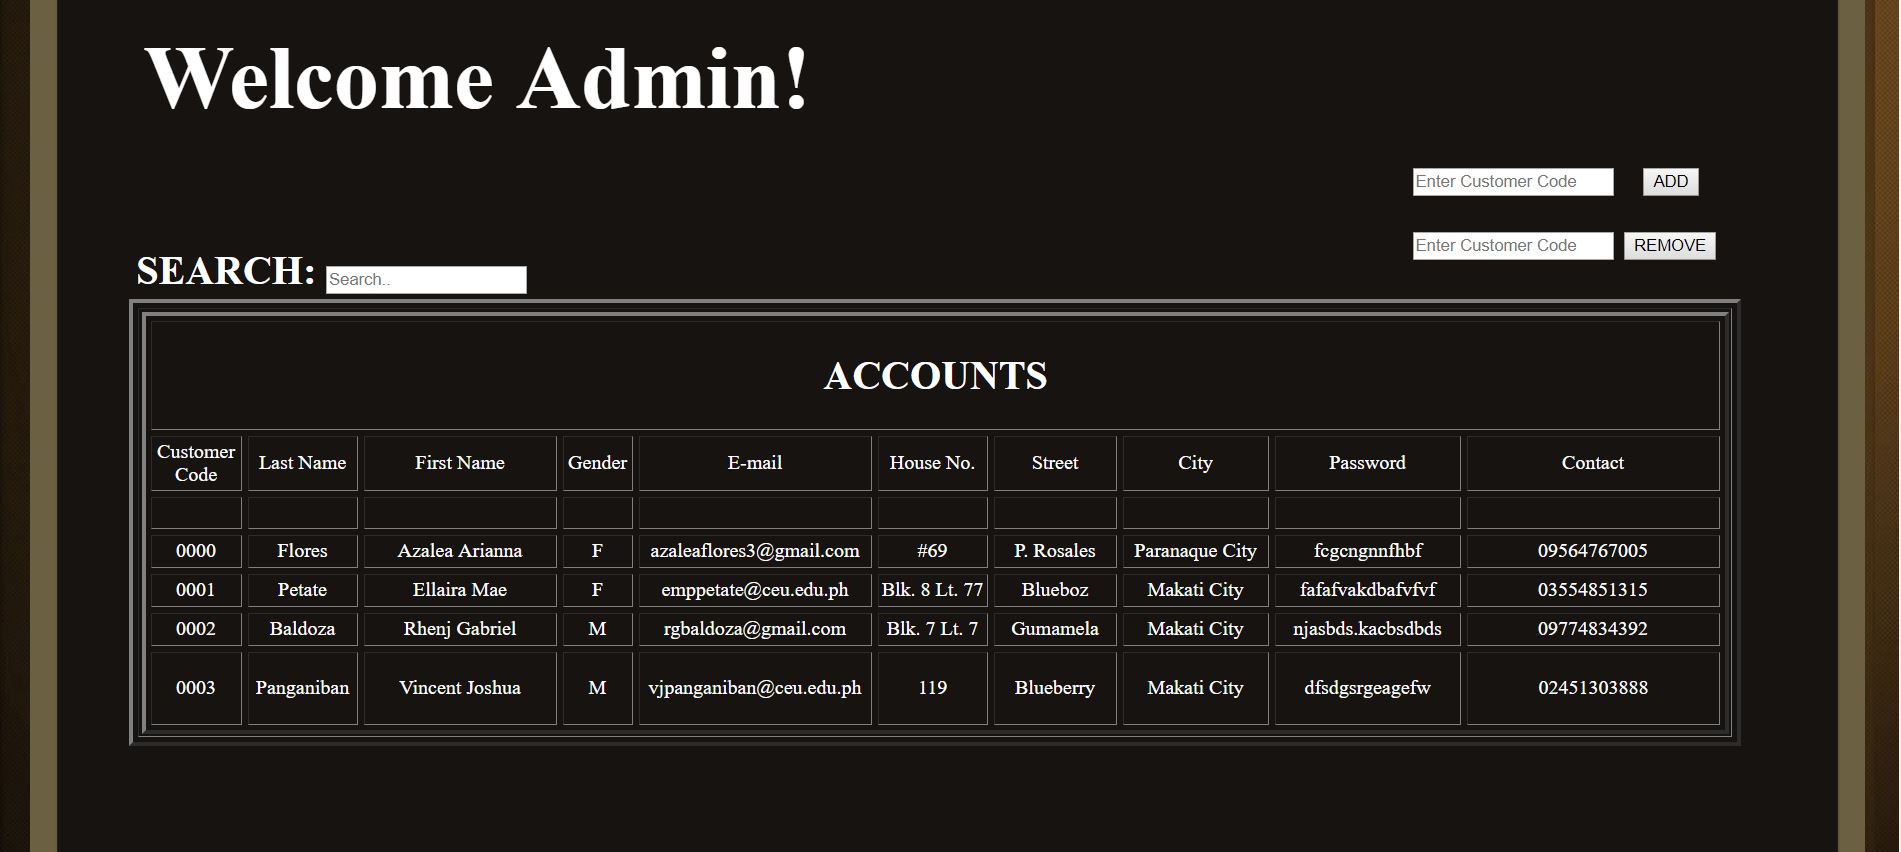 Welcome Admin!
Enter Customer Code ADD
Enter Customer Code REMOVE
SEARCH: Search..
ACCOUNTS
Customer Code Last Name First Name Gender E-mail House No. Street City Password Contact
0000 Flores Azalea Arianna F azaleaflores3@gmail.com #69 P. Rosales Paranaque City fcgcngnnfhbf 09564767005
0001 Petate Ellaira Mae F emppetate@ceu.edu.ph Blk. 8 Lt. 77 Blueboz Makati City fafafvakdbafvfvf 03554851315
0002 Baldoza Rhenj Gabriel M rgbaldoza@gmail.com Blk. 7 Lt. 7 Gumamela Makati City njasbds.kacbsdbds 09774834392
0003 Panganiban Vincent Joshua M vjpanganiban@ceu.edu.ph 119 Blueberry Makati City dfsdgsrgeagefw 02451303888